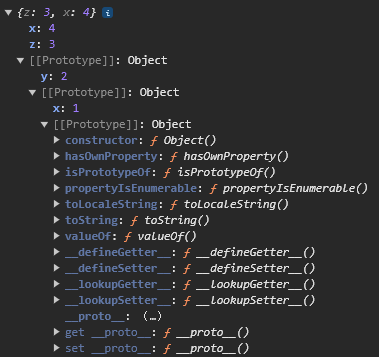 ▼ {z: 3, x: 4} i
x: 4
z: 3
▼ [[Prototype]]: Object
y: 2
▼ [[Prototype]]: Object
x: 1
▼ [[Prototype]]: Object
▶ constructor: ƒ Object()
▶ hasOwnProperty: ƒ hasOwnProperty()
▶ isPrototypeOf: ƒ isPrototypeOf()
▶ propertyIsEnumerable: ƒ propertyIsEnumerable()
▶ toLocaleString: ƒ toLocaleString()
▶ toString: ƒ toString()
▶ valueOf: ƒ valueOf()
▶ __defineGetter__: ƒ __defineGetter__()
▶ __defineSetter__: ƒ __defineSetter__()
▶ __lookupGetter__: ƒ __lookupGetter__()
▶ __lookupSetter__: ƒ __lookupSetter__()
__proto__: (…)
▶ get __proto__: ƒ __proto__()
▶ set __proto__: ƒ __proto__()